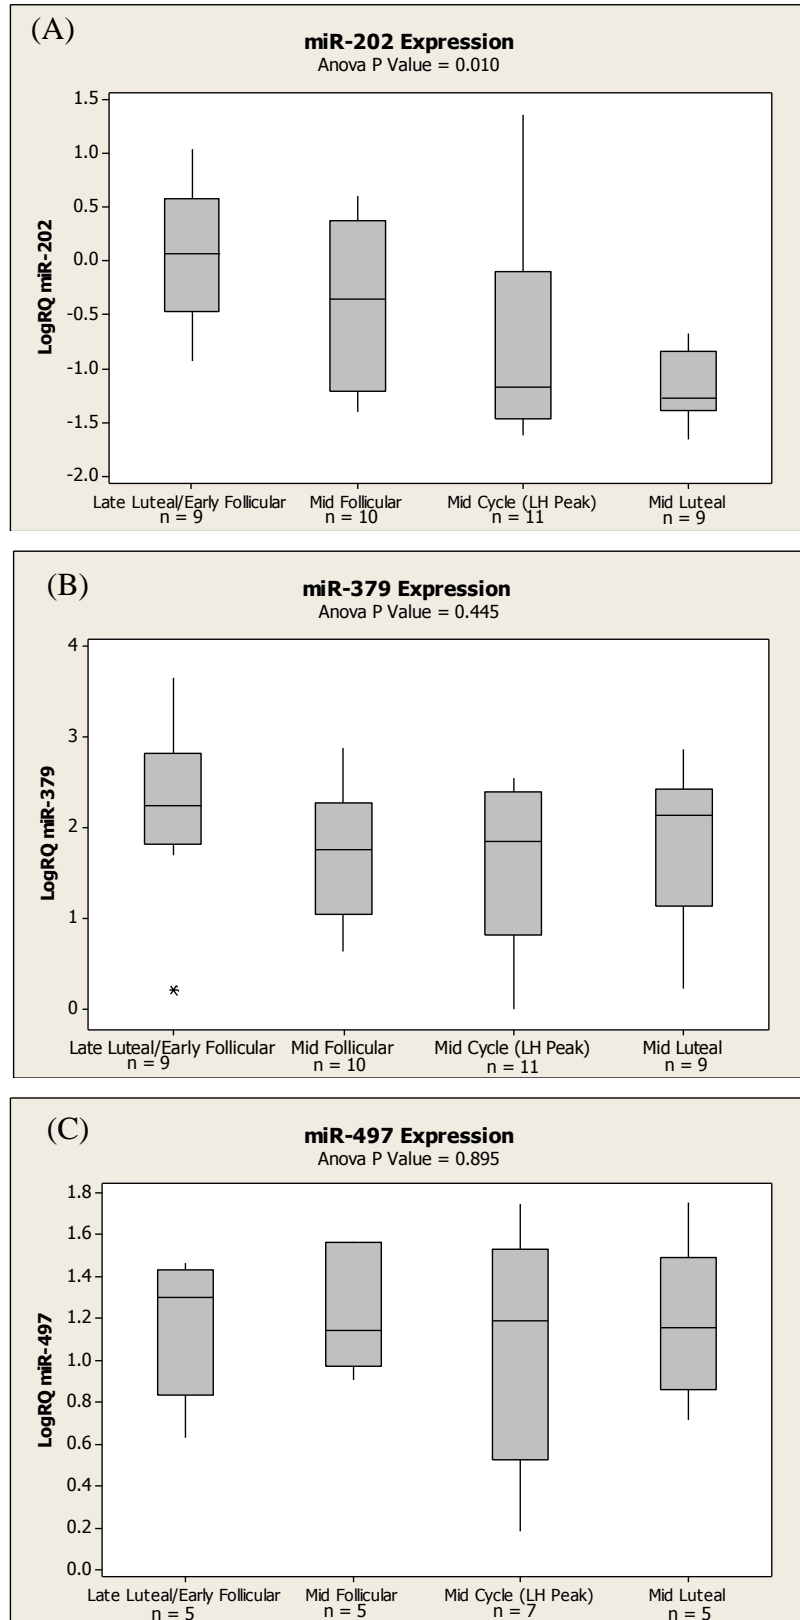 (A)
miR-202 Expression
Anova P Value = 0.010
LogRQ miR-202
1.5
1.0
0.5
0.0
-0.5
-1.0
-1.5
-2.0
Late Luteal/Early Follicular Mid Follicular Mid Cycle (LH Peak) Mid Luteal
n = 9 n = 10 n = 11 n = 9
(B)
miR-379 Expression
Anova P Value = 0.445
LogRQ miR-379
4
3
2
1
0
Late Luteal/Early Follicular Mid Follicular Mid Cycle (LH Peak) Mid Luteal
n = 9 n = 10 n = 11 n = 9
(C)
miR-497 Expression
Anova P Value = 0.895
LogRQ miR-497
1.8
1.6
1.4
1.2
1.0
0.8
0.6
0.4
0.2
0.0
Late Luteal/Early Follicular Mid Follicular Mid Cycle (LH Peak) Mid Luteal
n = 5 n = 5 n = 7 n = 5